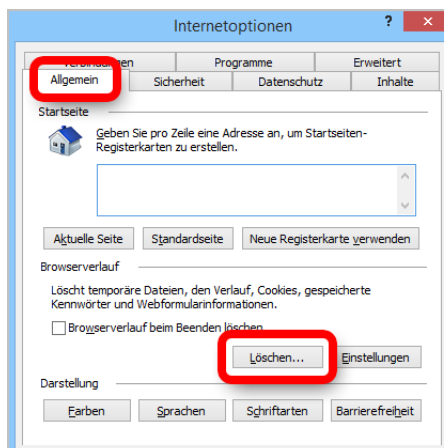 Internetoptionen ?
Verbindungen Programme Erweitert
Allgemein Sicherheit Datenschutz Inhalte
Startseite
Geben Sie pro Zeile eine Adresse an, um Startseiten-
Registerkarten zu erstellen.
Aktuelle Seite Standardseite Neue Registerkarte verwenden
Browserverlauf
Löscht temporäre Dateien, den Verlauf, Cookies, gespeicherte
Kennwörter und Webformularinformationen.
Browserverlauf beim Beenden löschen
Löschen... Einstellungen
Darstellung
Farben Sprachen Schriftarten Barrierefreiheit